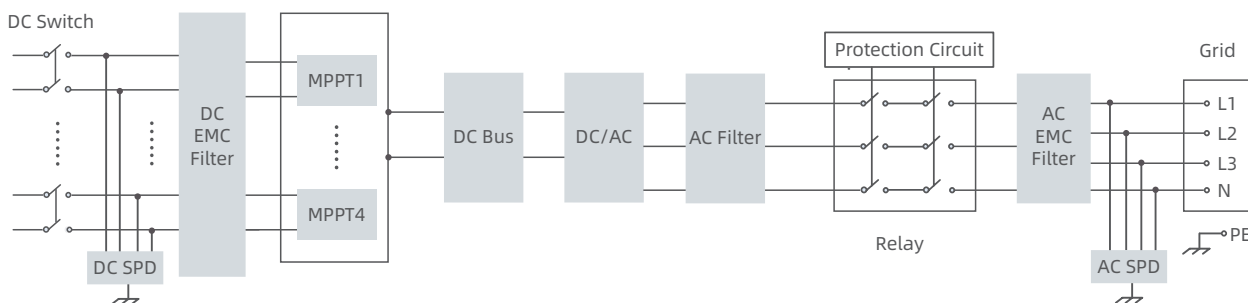 DC Switch
DC SPD
DC
EMC
Filter
MPPT1
MPPT4
DC Bus
DC/AC
AC Filter
Protection Circuit
Relay
AC
EMC
Filter
AC SPD
Grid
L1
L2
L3
N
PE